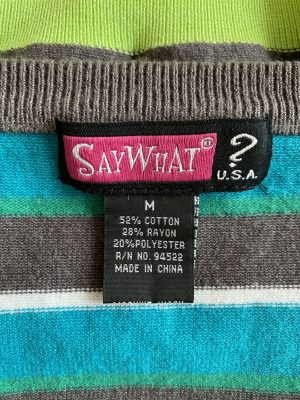 SAYWHAT®
?
U.S.A.
M
52% COTTON
28% RAYON
20% POLYESTER
R/N NO. 94522
MADE IN CHINA